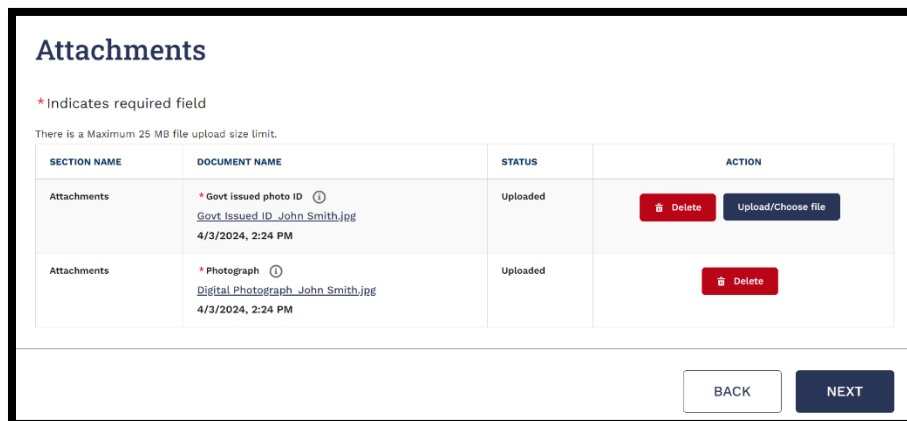 Attachments
*Indicates required field
There is a Maximum 25 MB file upload size limit.
SECTION NAME DOCUMENT NAME STATUS ACTION
Attachments * Govt issued photo ID Uploaded Delete Upload/Choose file
Govt Issued ID_John Smith.jpg
4/3/2024, 2:24 PM
Attachments * Photograph Uploaded Delete
Digital Photograph_John Smith.jpg
4/3/2024, 2:24 PM
BACK NEXT